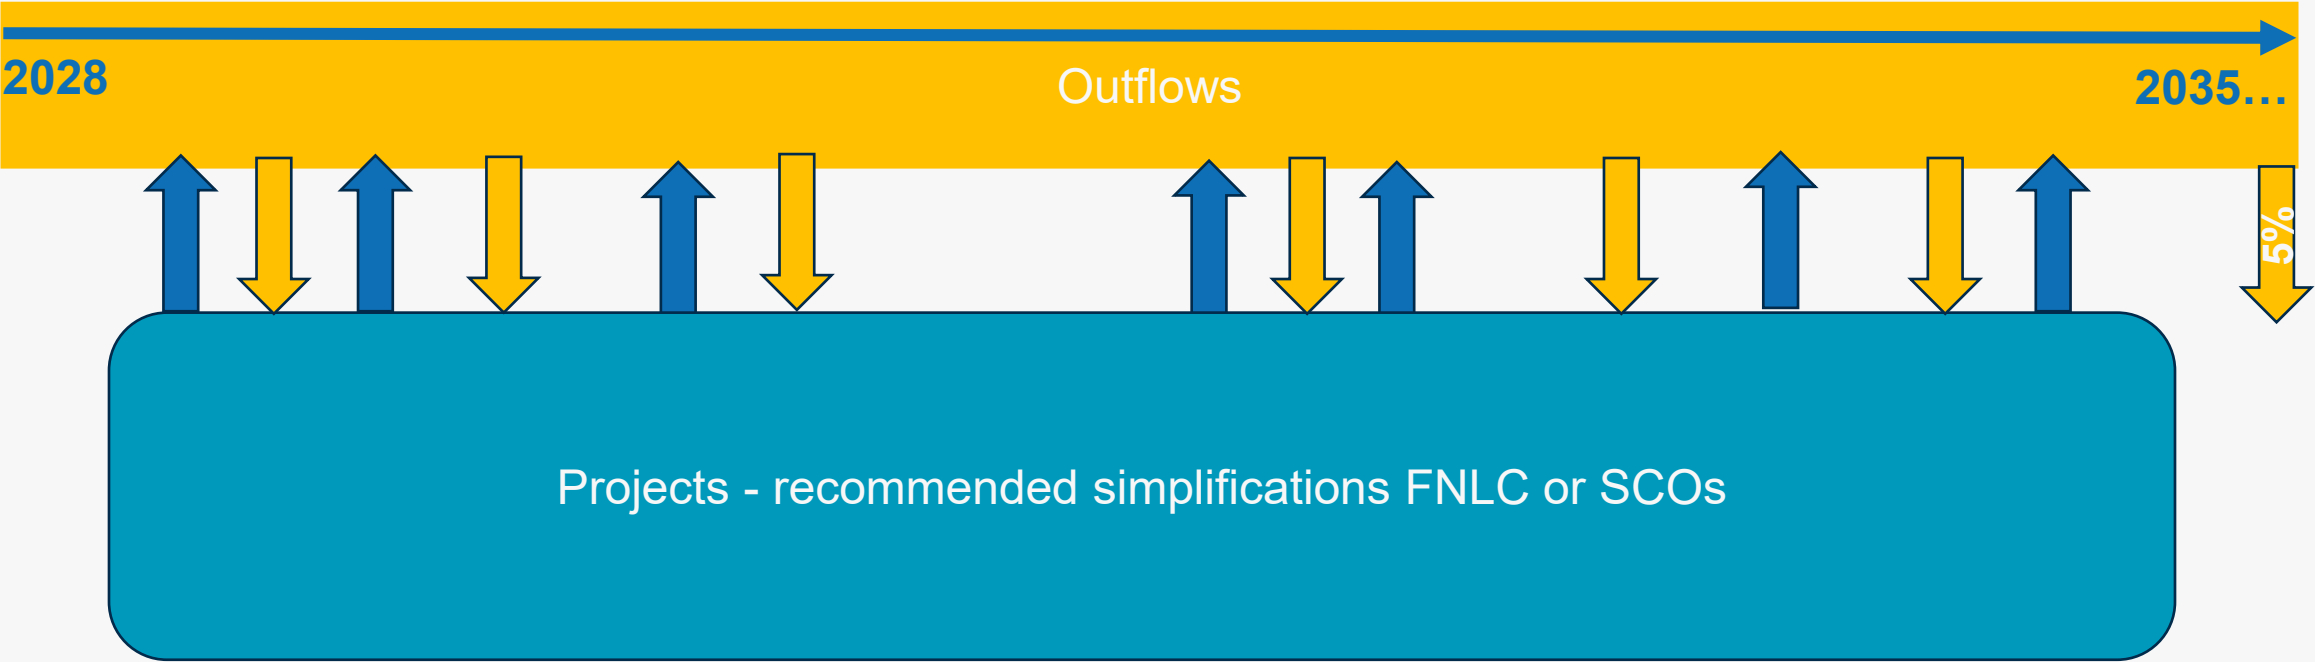 2028
Outflows
2035...
5%
Projects - recommended simplifications FNLC or SCOs